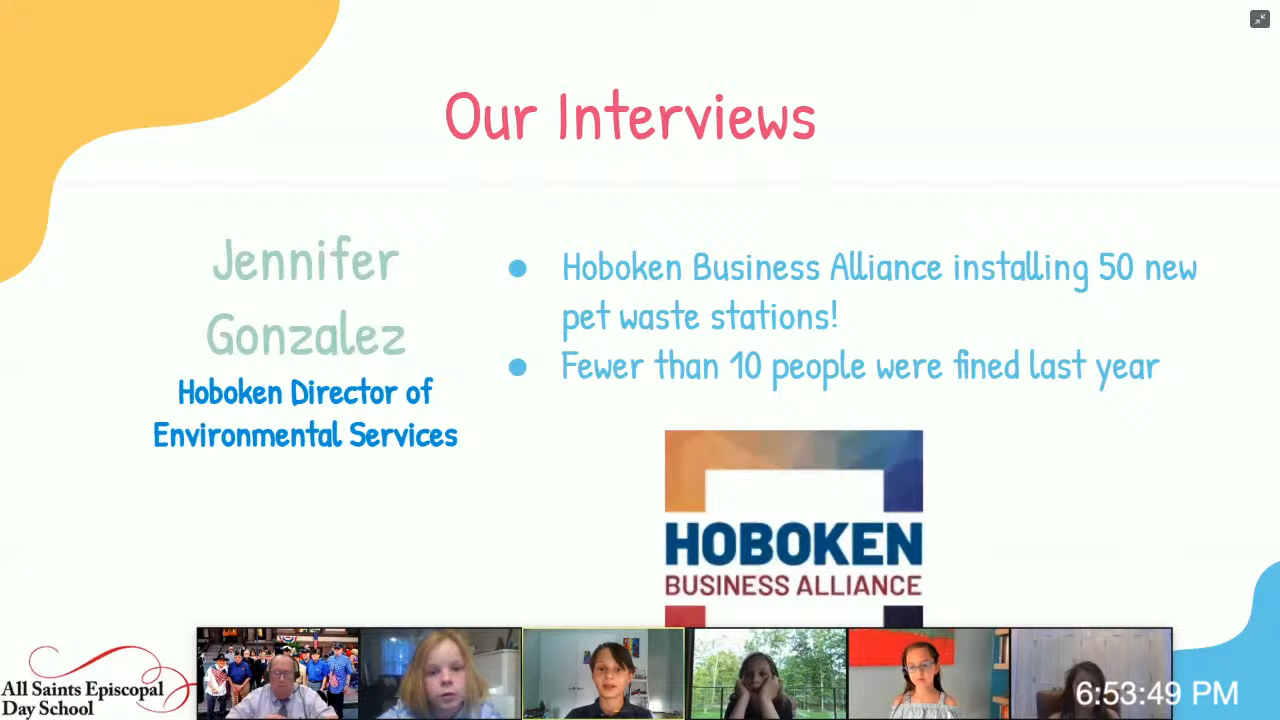 Our Interviews
Jennifer
Gonzalez
Hoboken Director of
Environmental Services
● Hoboken Business Alliance installing 50 new
pet waste stations!
● Fewer than 10 people were fined last year
HOBOKEN
BUSINESS ALLIANCE
All Saints Episcopal
Day School
6:53:49 PM